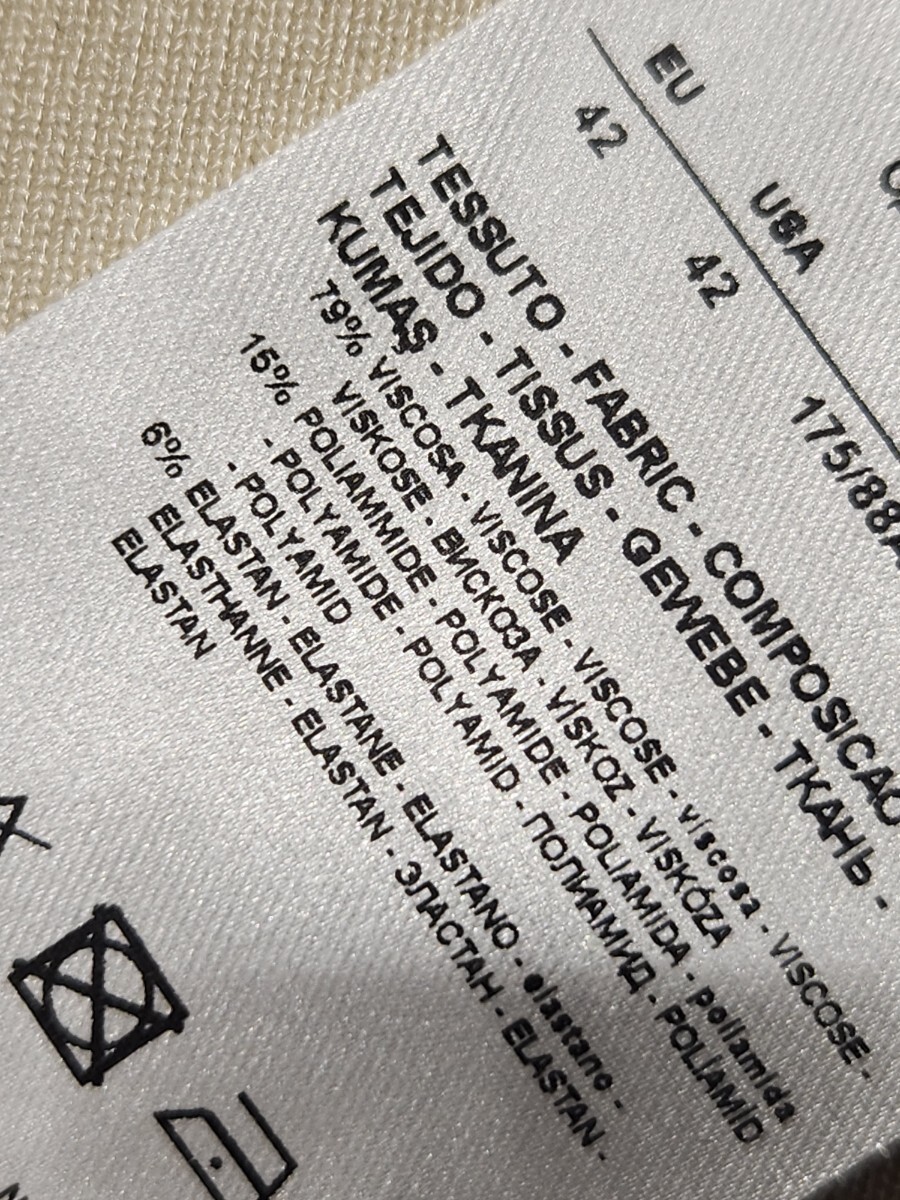 EU USA
42 42 175/88A
TESSUTO - FABRIC - COMPOSICAO
TEJIDO - TISSUS - GEWEBE - ТКАНЬ -
KUMAŞ - TKANINA
79% VISCOSA - VISCOSE - VISCOSE - viscosa - VISCOSE -
VISKOSE - ВИСКОЗА - VİSKOZ - VISKÓZA
15% POLIAMMIDE - POLYAMIDE - POLIAMIDA - poliamida
- POLYAMIDE - POLYAMID - ПОЛИАМИД - POLİAMİD
- POLYAMID
6% ELASTAN - ELASTANE - ELASTANO - elastano -
ELASTHANNE - ELASTAN - ЭЛАСТАН - ELASTAN -
ELASTAN